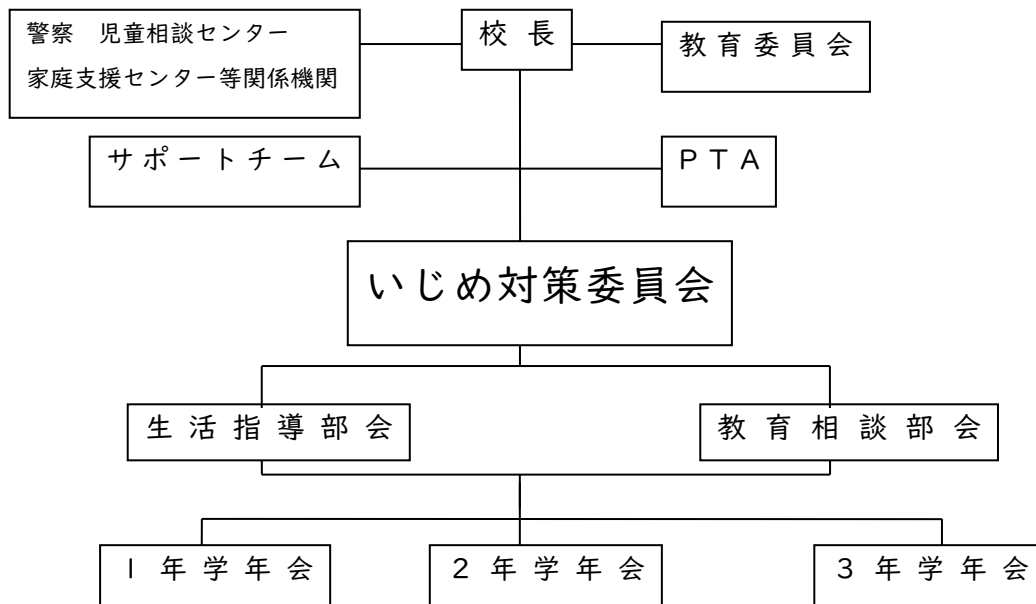 警察　児童相談センター
家庭支援センター等関係機関
校長
教育委員会
サポートチーム
ＰＴＡ
いじめ対策委員会
生活指導部会
教育相談部会
１年学年会
２年学年会
３年学年会